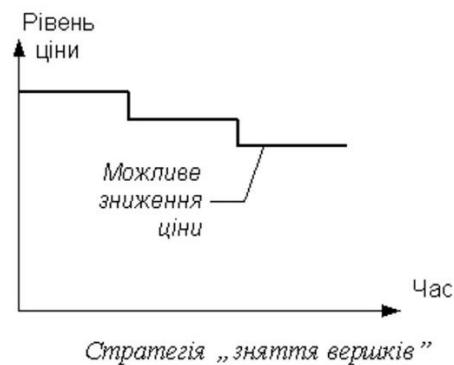 Рівень
ціни
Можливе
зниження
ціни
Час
Стратегія „зняття вершків”